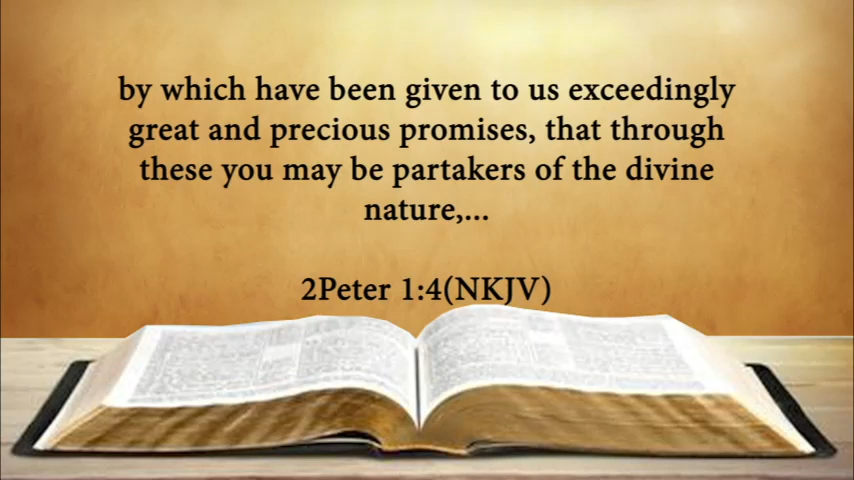 by which have been given to us exceedingly
great and precious promises, that through
these you may be partakers of the divine
nature,...
2Peter 1:4(NKJV)